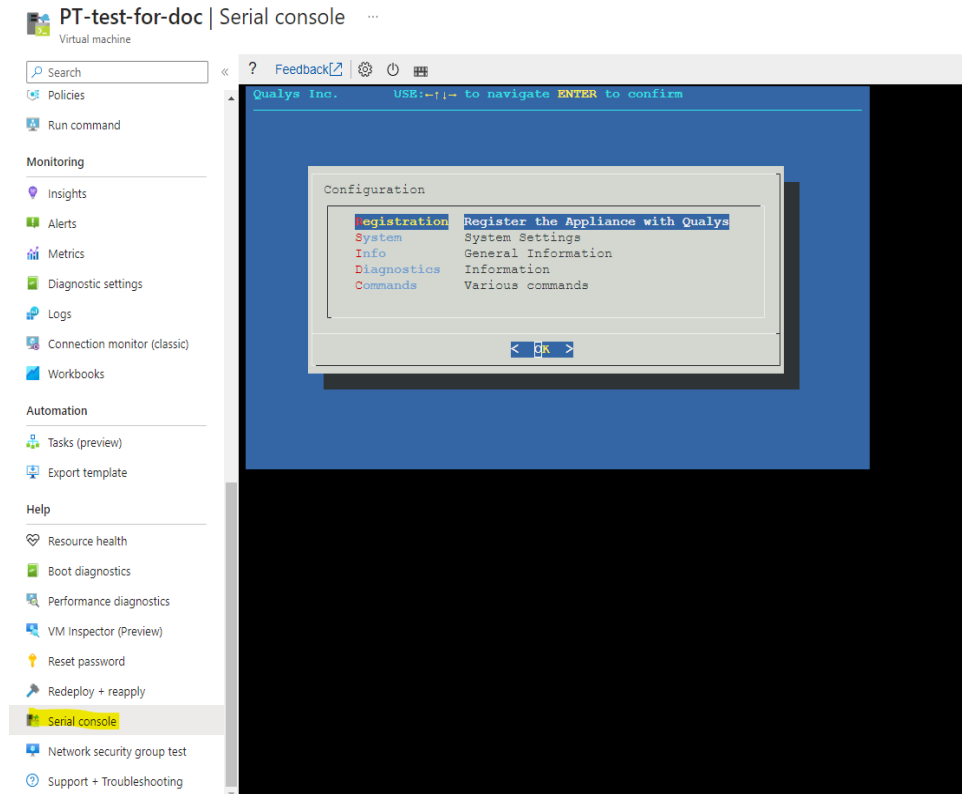 PT-test-for-doc | Serial console ...
Virtual machine
Search
«
? Feedback
Policies
Run command
Monitoring
Insights
Alerts
Metrics
Diagnostic settings
Logs
Connection monitor (classic)
Workbooks
Automation
Tasks (preview)
Export template
Help
Resource health
Boot diagnostics
Performance diagnostics
VM Inspector (Preview)
Reset password
Redeploy + reapply
Serial console
Network security group test
Support + Troubleshooting
Qualys Inc. USE:←↑↓→ to navigate ENTER to confirm
Configuration
Registration Register the Appliance with Qualys
System System Settings
Info General Information
Diagnostics Information
Commands Various commands
< OK >